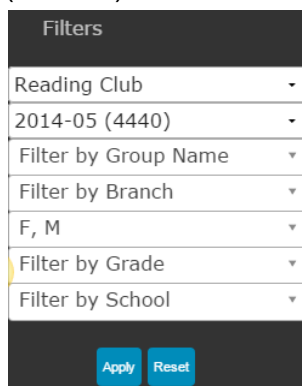 Filters
Reading Club
2014-05 (4440)
Filter by Group Name
Filter by Branch
F, M
Filter by Grade
Filter by School
Apply Reset